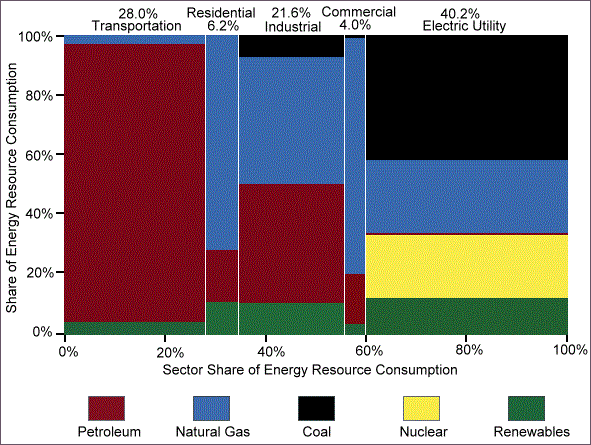 28.0%
Transportation
Residential
6.2%
21.6%
Industrial
Commercial
4.0%
40.2%
Electric Utility
Share of Energy Resource Consumption
100%
80%
60%
40%
20%
0%
0%
20%
40%
60%
80%
100%
Sector Share of Energy Resource Consumption
Petroleum
Natural Gas
Coal
Nuclear
Renewables